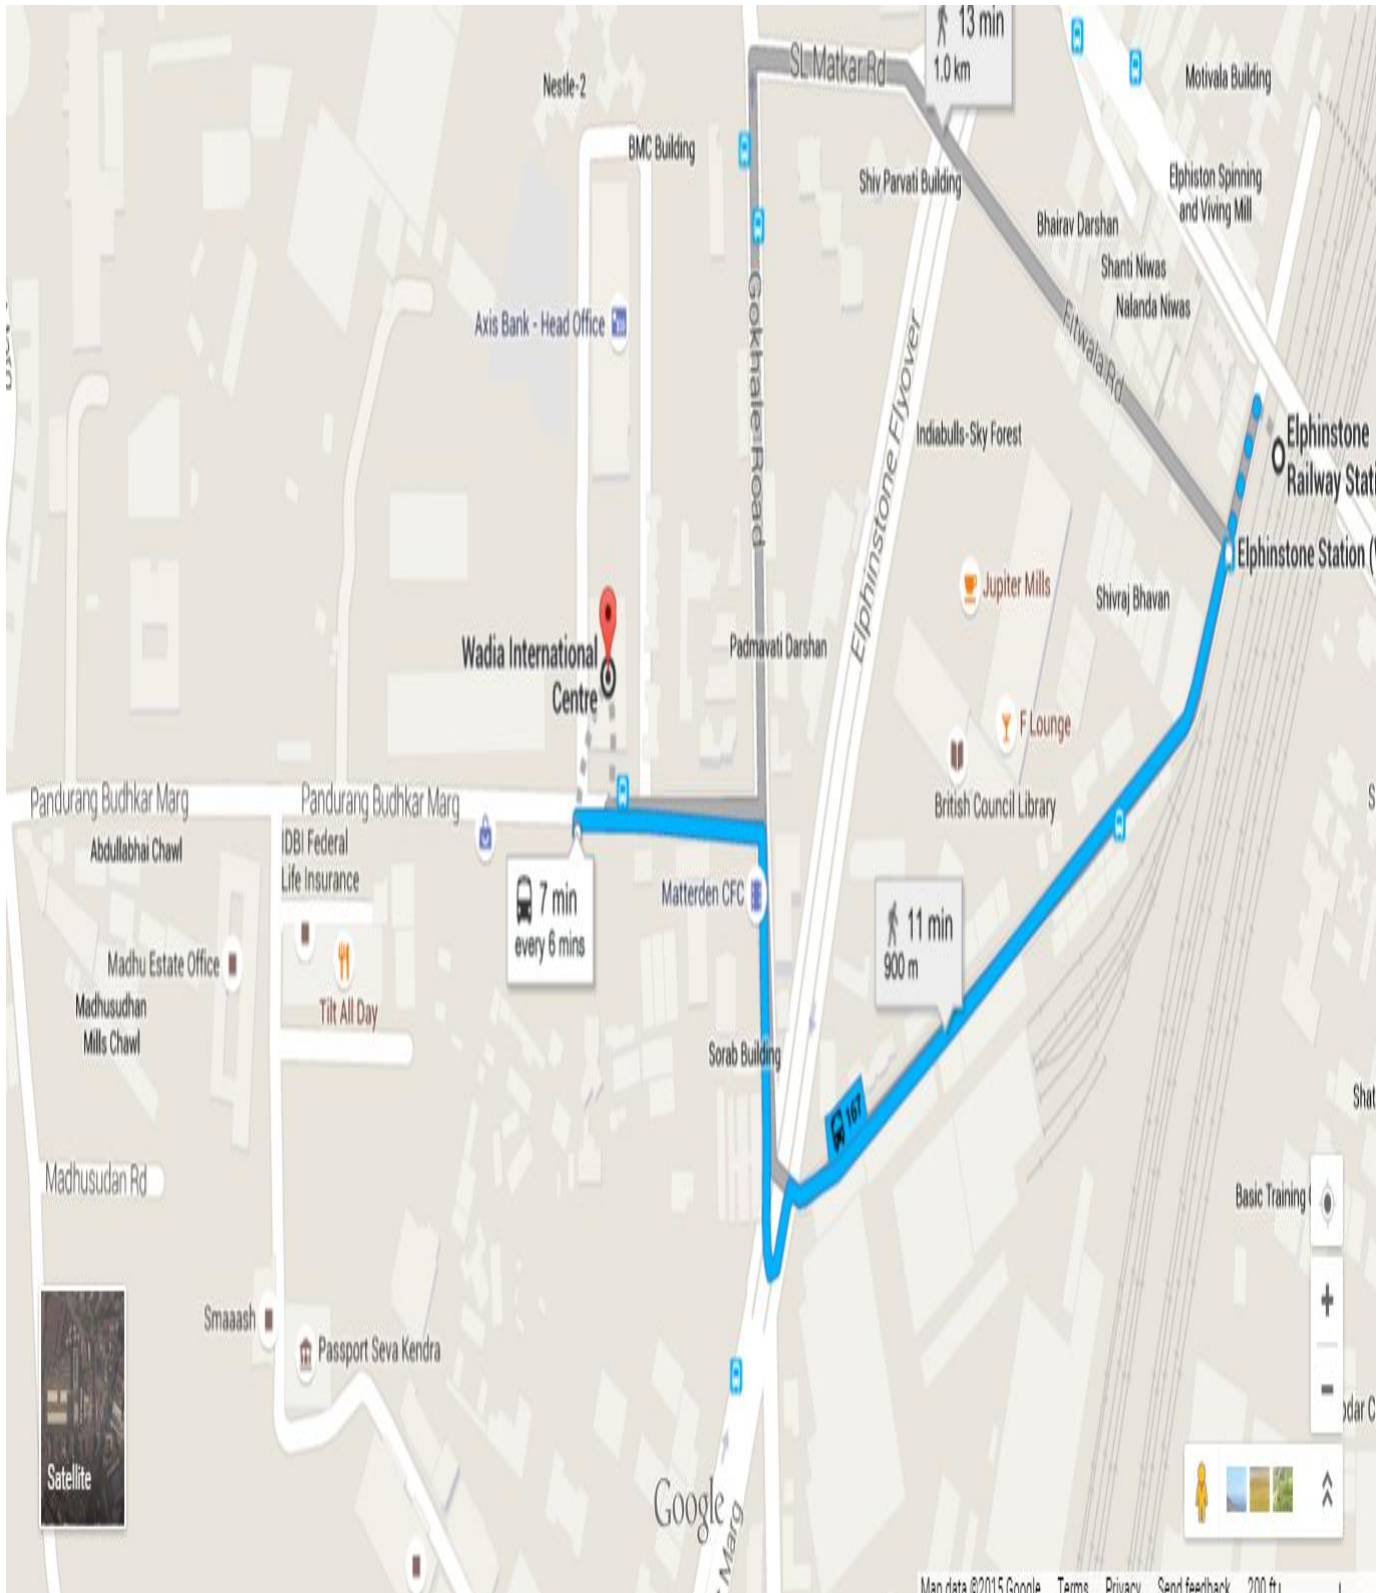 13 min
1.0 km
SL Matkar Rd
Motivala Building
Nestle-2
BMC Building
Shiv Parvati Building
Elphiston Spinning
and Viving Mill
Bhairav Darshan
Shanti Niwas
Nalanda Niwas
Axis Bank - Head Office
Gokhale Road
Fitwala Rd
Elphinstone Flyover
Indiabulls-Sky Forest
Elphinstone
Railway Stati
Elphinstone Station (
Jupiter Mills
Shivraj Bhavan
Wadia International
Centre
Padmavati Darshan
F Lounge
British Council Library
Pandurang Budhkar Marg
Pandurang Budhkar Marg
Abdullabhai Chawl
IDBI Federal
Life Insurance
7 min
every 6 mins
Matterden CFC
11 min
900 m
Madhu Estate Office
Madhusudhan
Mills Chawl
Tilt All Day
Sorab Building
167
Shat
Madhusudan Rd
Basic Training
Smaaash
Passport Seva Kendra
odar C
Satellite
Google
Marg
Map data ©2015 Google Terms Privacy Send feedback 200 ft